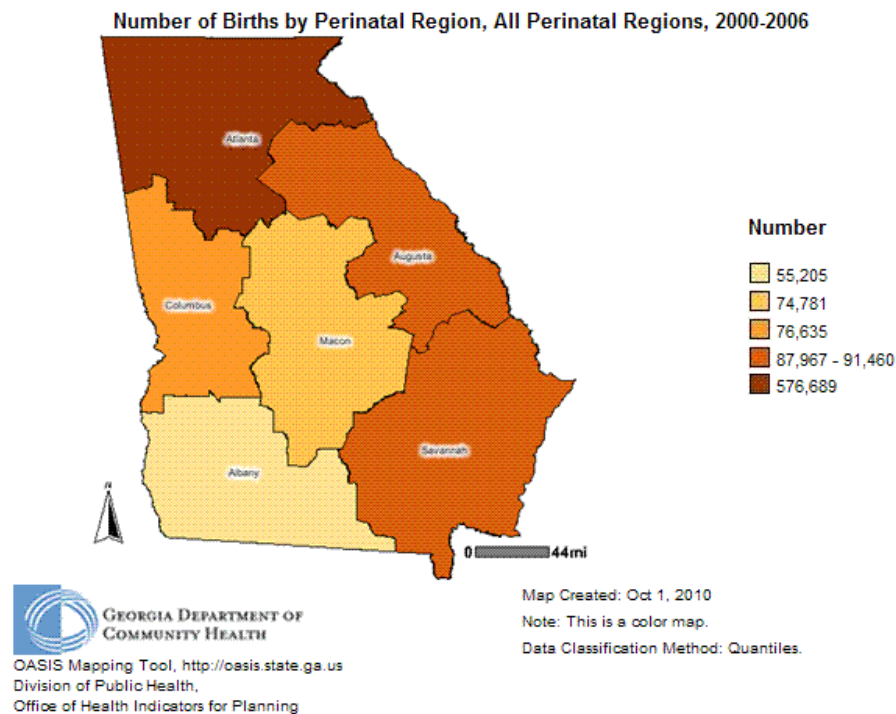 Number of Births by Perinatal Region, All Perinatal Regions, 2000-2006
Atlanta
Augusta
Columbus
Macon
Savannah
Albany
Number
55,205
74,781
76,635
87,967 - 91,460
576,689
N
0 44mi
GEORGIA DEPARTMENT OF
COMMUNITY HEALTH
OASIS Mapping Tool, http://oasis.state.ga.us
Division of Public Health,
Office of Health Indicators for Planning
Map Created: Oct 1, 2010
Note: This is a color map.
Data Classification Method: Quantiles.